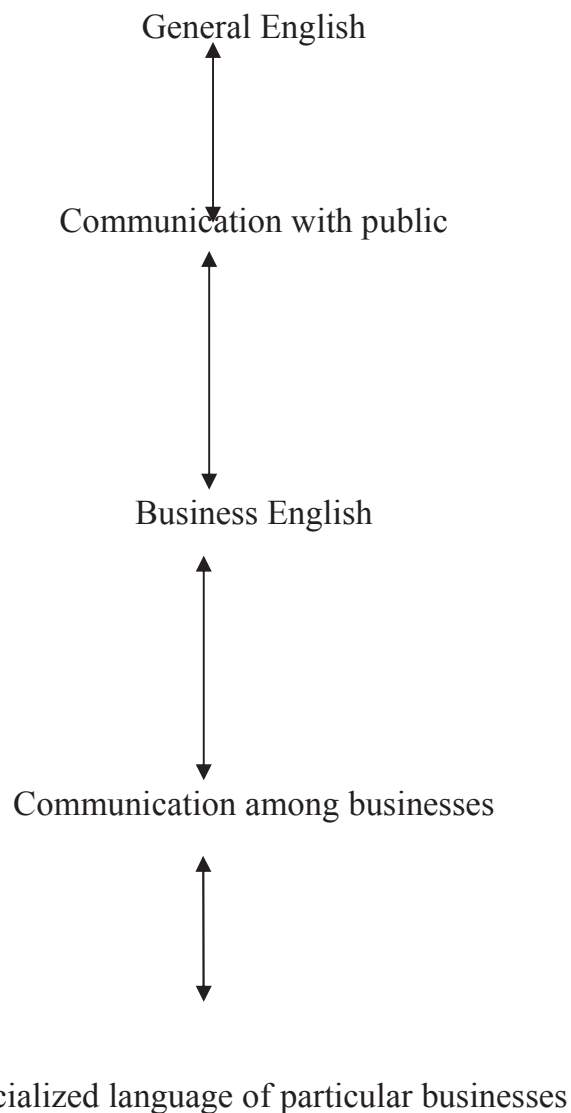 General English
Communication with public
Business English
Communication among businesses
cialized language of particular businesses